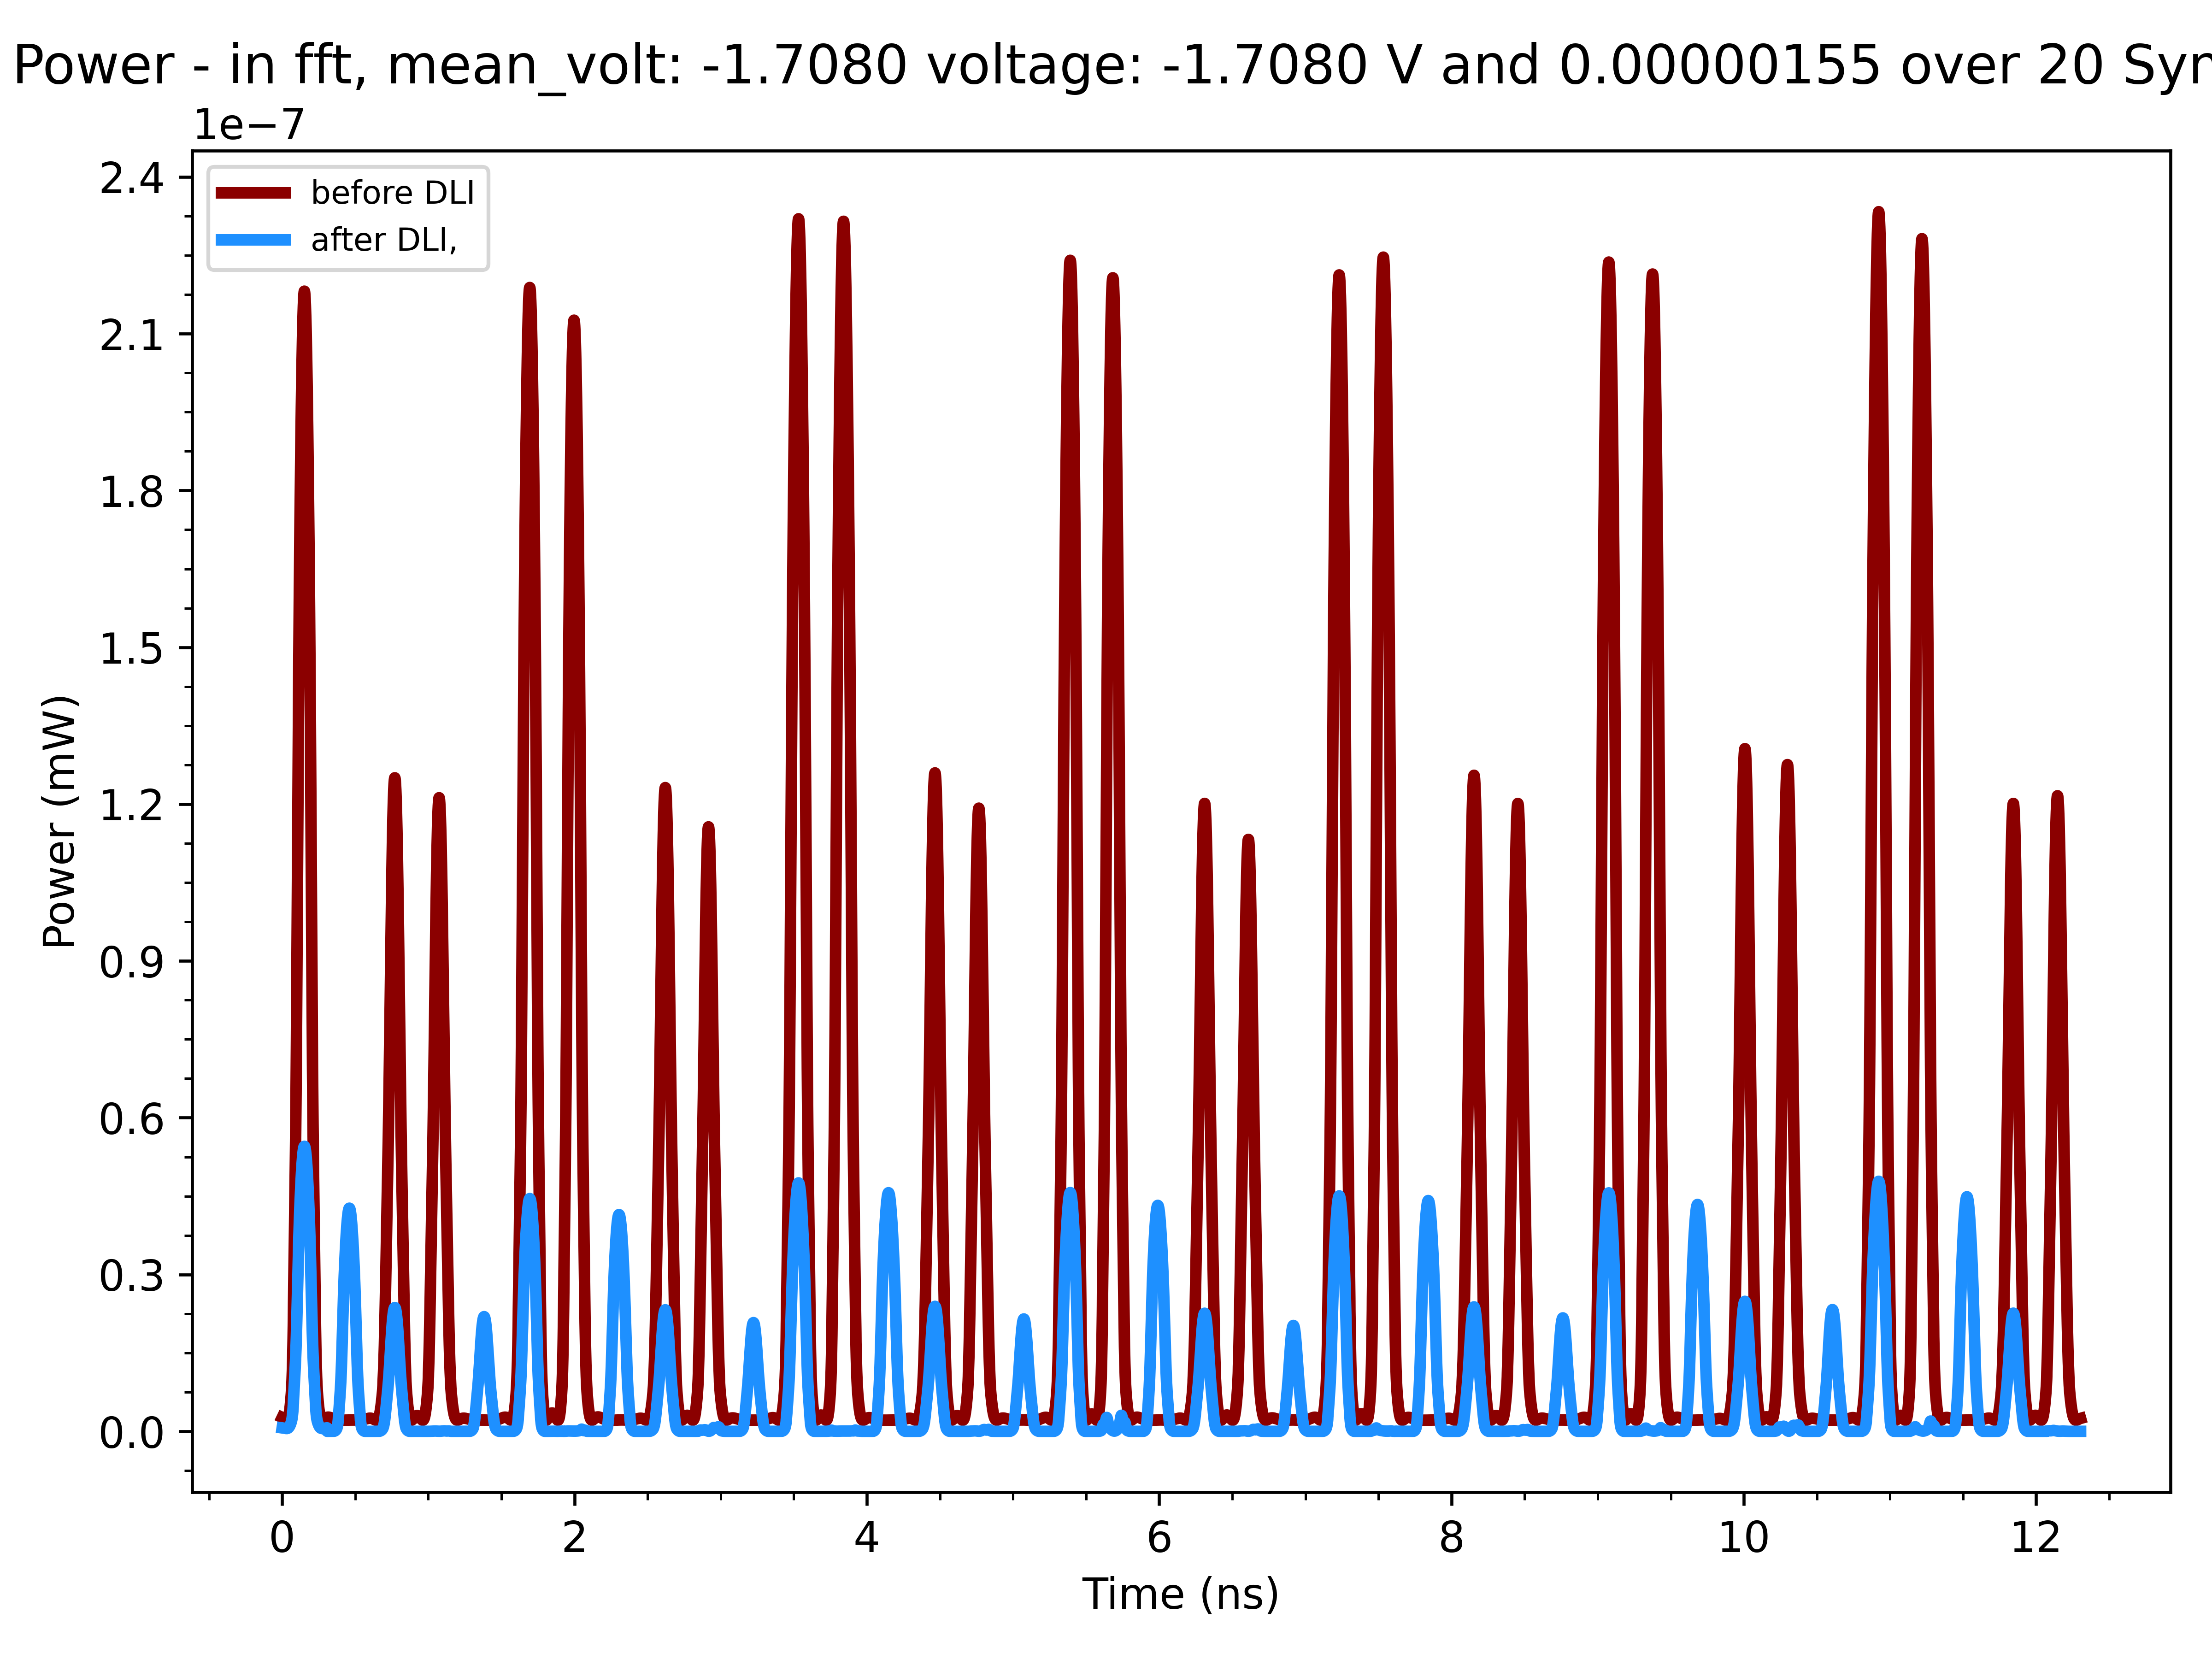 Power - in fft, mean_volt: -1.7080 voltage: -1.7080 V and 0.00000155 over 20
1e−7
before DLI
after DLI,
2.4
2.1
1.8
1.5
1.2
0.9
0.6
0.3
0.0
Power (mW)
0 2 4 6 8 10 12
Time (ns)